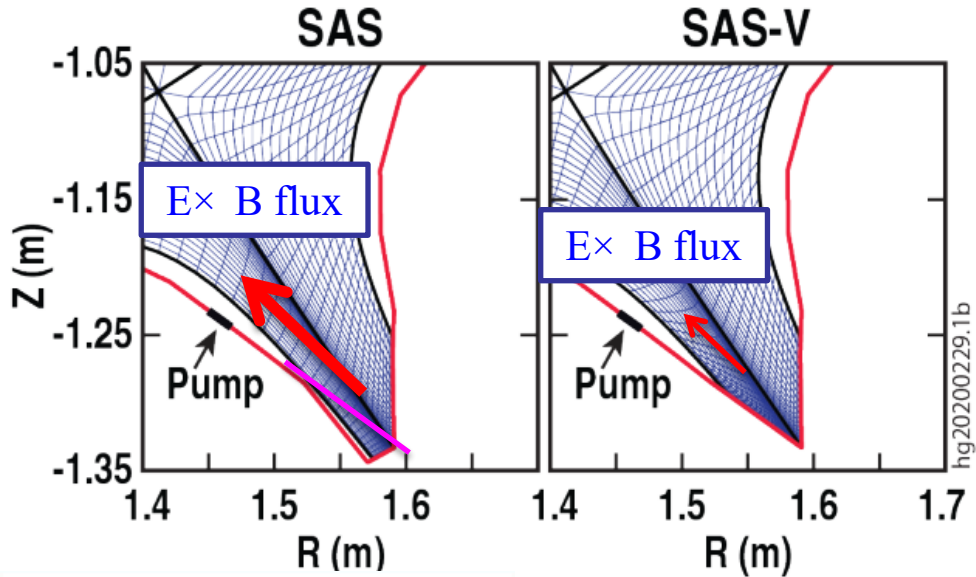 SAS
SAS-V
-1.05
-1.15
-1.25
-1.35
Z (m)
E× B flux
E× B flux
Pump
Pump
1.4
1.5
1.6
1.4
1.5
1.6
1.7
R (m)
R (m)
hg20200229.1b